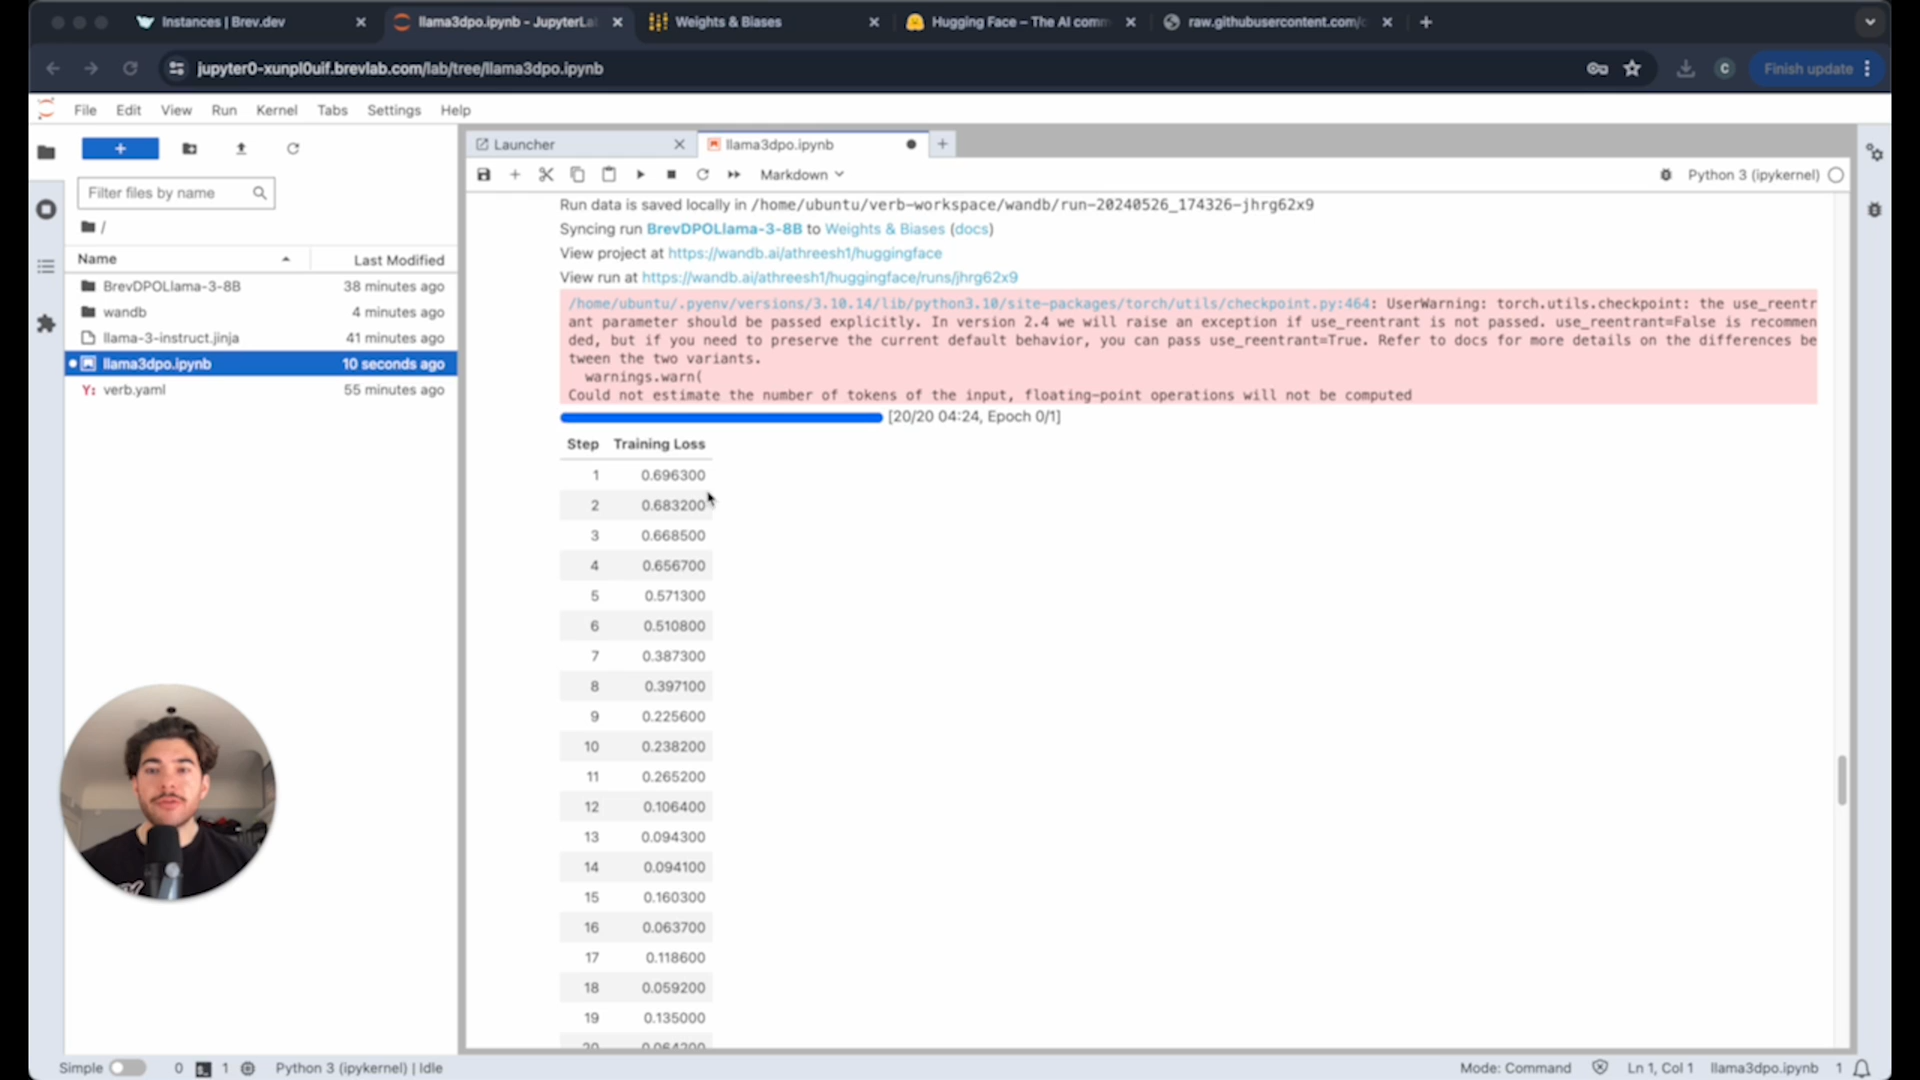 Instances | Brev.dev
llama3dpo.ipynb - JupyterLa
Weights & Biases
Hugging Face – The AI comm
raw.githubusercontent.com/
jupyter0-xunpl0uif.brevlab.com/lab/tree/llama3dpo.ipynb
C
Finish update
File Edit View Run Kernel Tabs Settings Help
Launcher
llama3dpo.ipynb
Filter files by name
Markdown
Python 3 (ipykernel)
/
Name Last Modified
BrevDPOLlama-3-8B 38 minutes ago
wandb 4 minutes ago
llama-3-instruct.jinja 41 minutes ago
llama3dpo.ipynb 10 seconds ago
Y: verb.yaml 55 minutes ago
Run data is saved locally in /home/ubuntu/verb-workspace/wandb/run-20240526_174326-jhrg62x9
Syncing run BrevDPOLlama-3-8B to Weights & Biases (docs)
View project at https://wandb.ai/athreesh1/huggingface
View run at https://wandb.ai/athreesh1/huggingface/runs/jhrg62x9
/home/ubuntu/.pyenv/versions/3.10.14/lib/python3.10/site-packages/torch/utils/checkpoint.py:464: UserWarning: torch.utils.checkpoint: the use_reentr
ant parameter should be passed explicitly. In version 2.4 we will raise an exception if use_reentrant is not passed. use_reentrant=False is recommen
ded, but if you need to preserve the current default behavior, you can pass use_reentrant=True. Refer to docs for more details on the differences be
tween the two variants.
warnings.warn(
Could not estimate the number of tokens of the input, floating-point operations will not be computed
[20/20 04:24, Epoch 0/1]
Step Training Loss
1 0.696300
2 0.683200
3 0.668500
4 0.656700
5 0.571300
6 0.510800
7 0.387300
8 0.397100
9 0.225600
10 0.238200
11 0.265200
12 0.106400
13 0.094300
14 0.094100
15 0.160300
16 0.063700
17 0.118600
18 0.059200
19 0.135000
20 0.064200
Simple 0 1 Python 3 (ipykernel) | Idle
Mode: Command Ln 1, Col 1 llama3dpo.ipynb 1